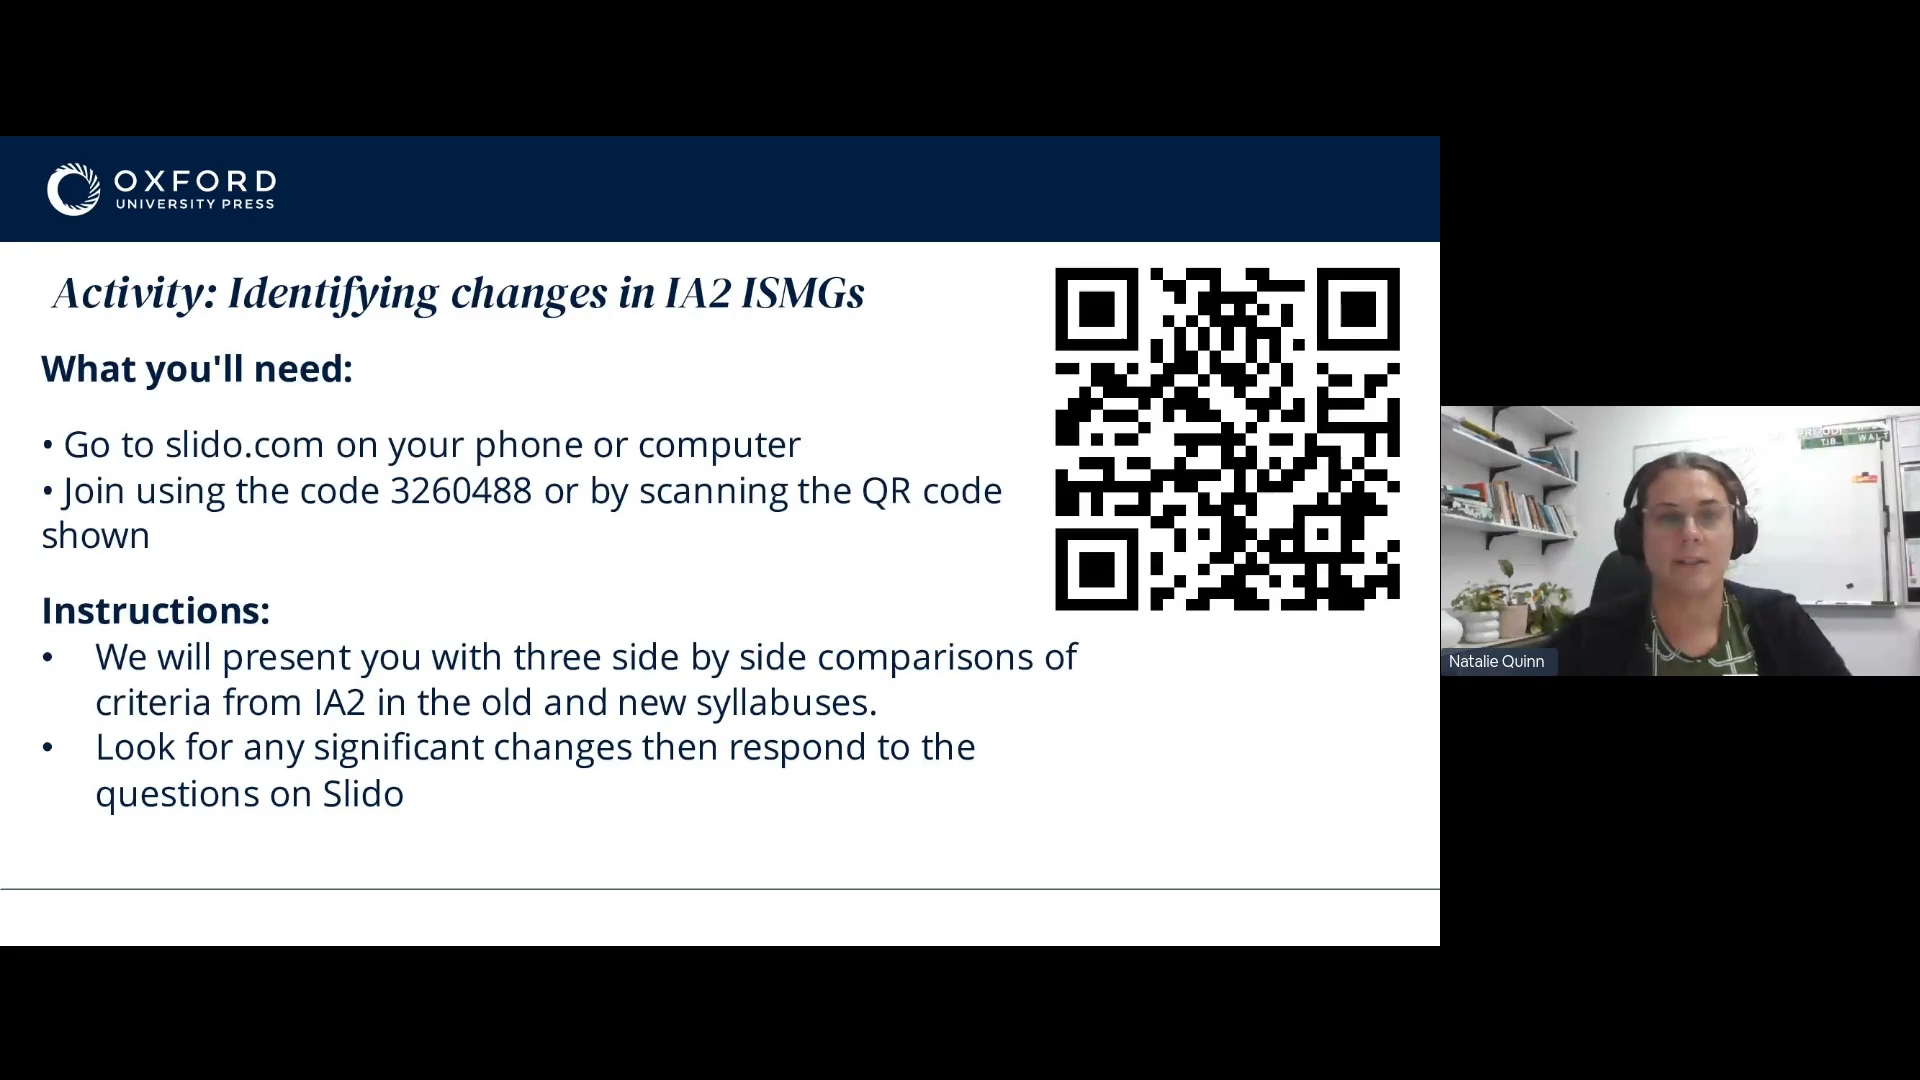 OXFORD
UNIVERSITY PRESS
Activity: Identifying changes in IA2 ISMGs
What you'll need:
• Go to slido.com on your phone or computer
• Join using the code 3260488 or by scanning the QR code
shown
Instructions:
• We will present you with three side by side comparisons of
criteria from IA2 in the old and new syllabuses.
• Look for any significant changes then respond to the
questions on Slido
Natalie Quinn